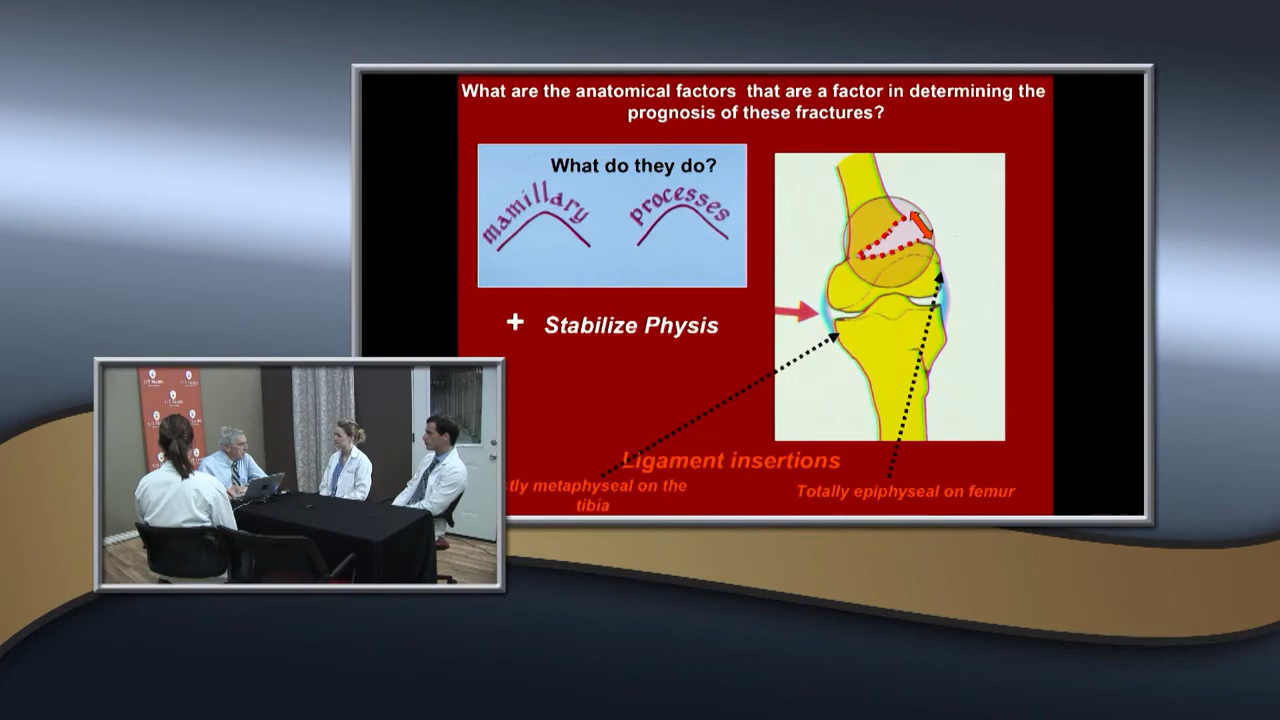 What are the anatomical factors that are a factor in determining the
prognosis of these fractures?
What do they do?
mamillary processes
+ Stabilize Physis
Ligament insertions
metaphyseal on the
tibia
Totally epiphyseal on femur